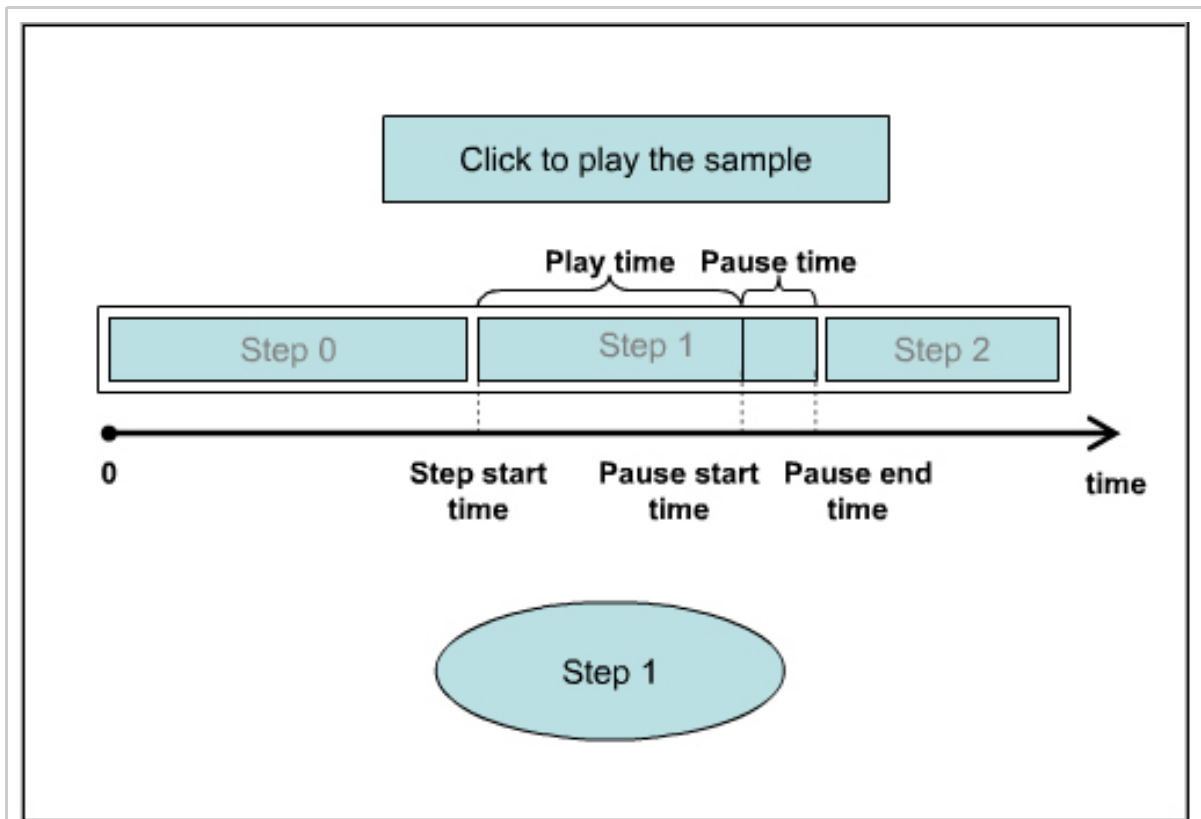 Click to play the sample
Play time Pause time
Step 0 Step 1 Step 2
0 Step start Pause start Pause end time
time time time
Step 1